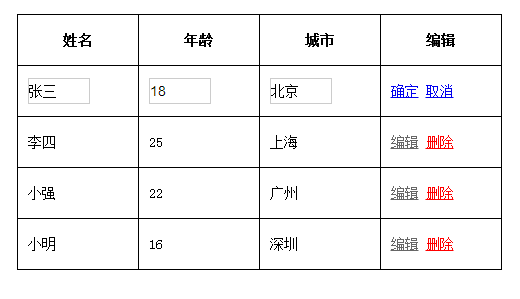 姓名 年龄 城市 编辑
张三 18 北京 确定 取消
李四 25 上海 编辑 删除
小强 22 广州 编辑 删除
小明 16 深圳 编辑 删除